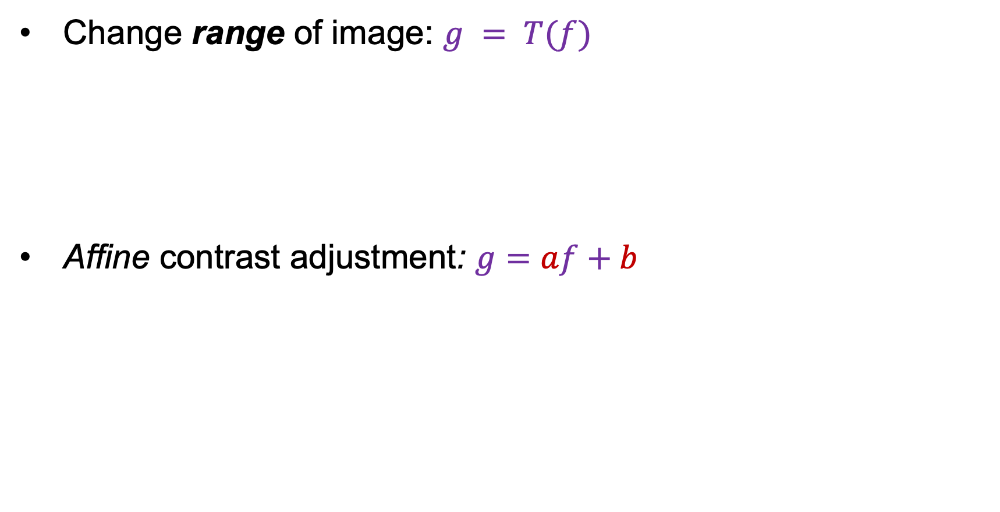 • Change range of image: g = T(f)
• Affine contrast adjustment: g = af + b